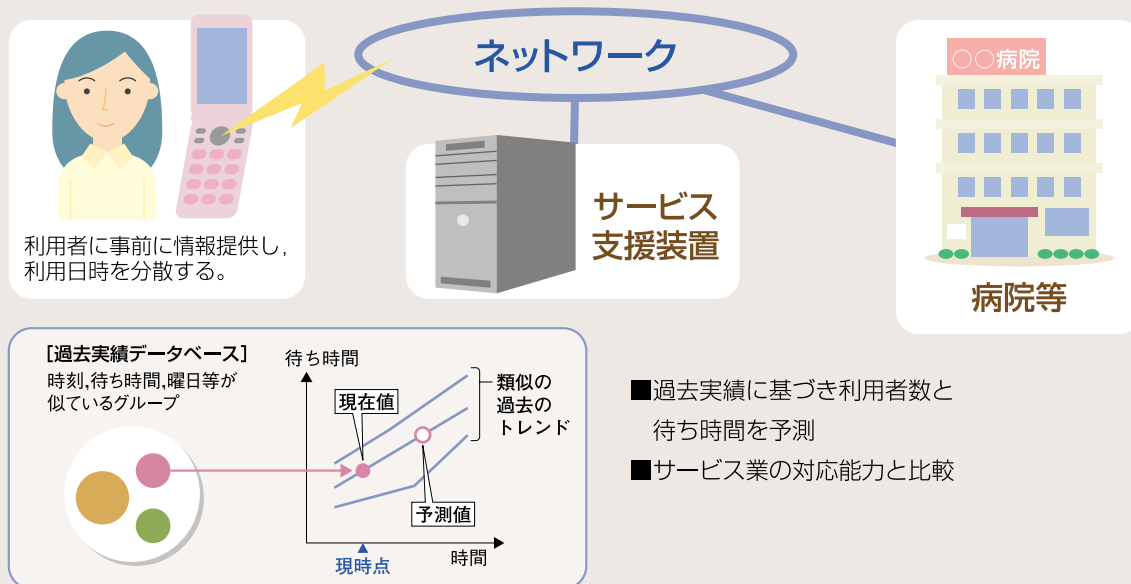 ネットワーク
○○病院
利用者に事前に情報提供し,
利用日時を分散する。
サービス
支援装置
病院等
[過去実績データベース]
時刻,待ち時間,曜日等が
似ているグループ
待ち時間
現在値
類似の
過去の
トレンド
予測値
時間
現時点
■過去実績に基づき利用者数と
待ち時間を予測
■サービス業の対応能力と比較